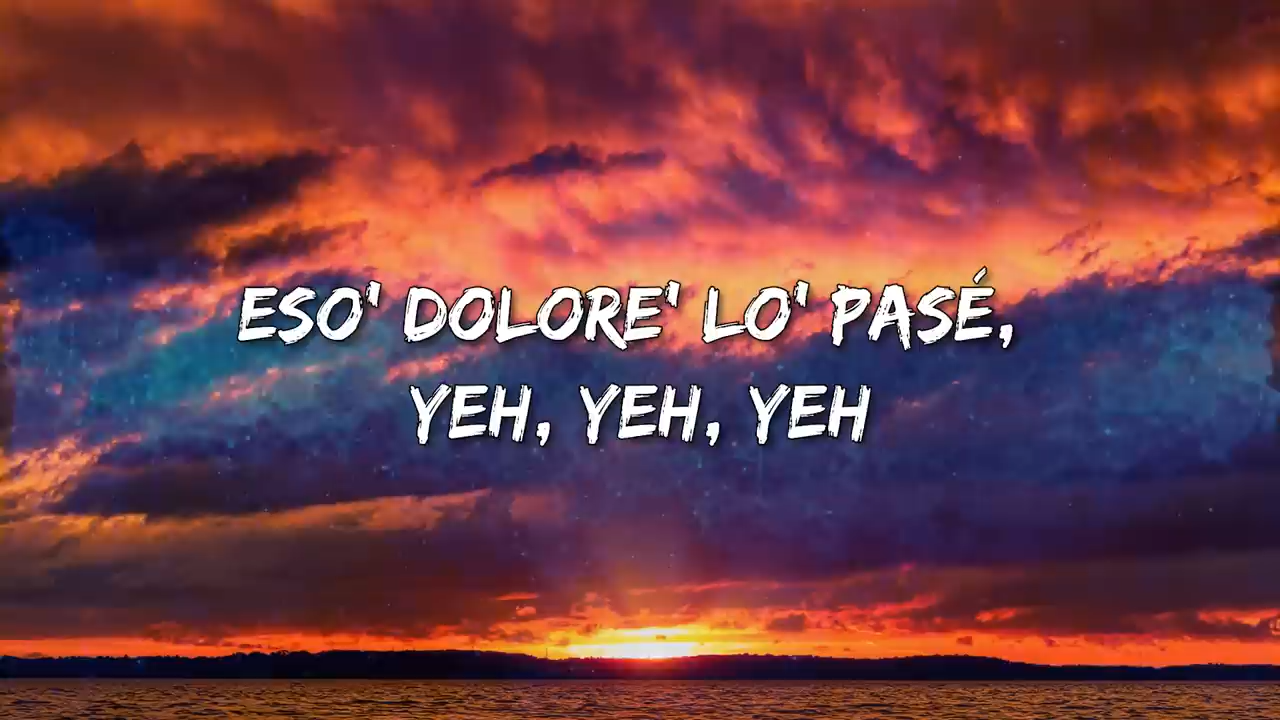 ESO' DOLORE' LO' PASÉ,
YEH, YEH, YEH